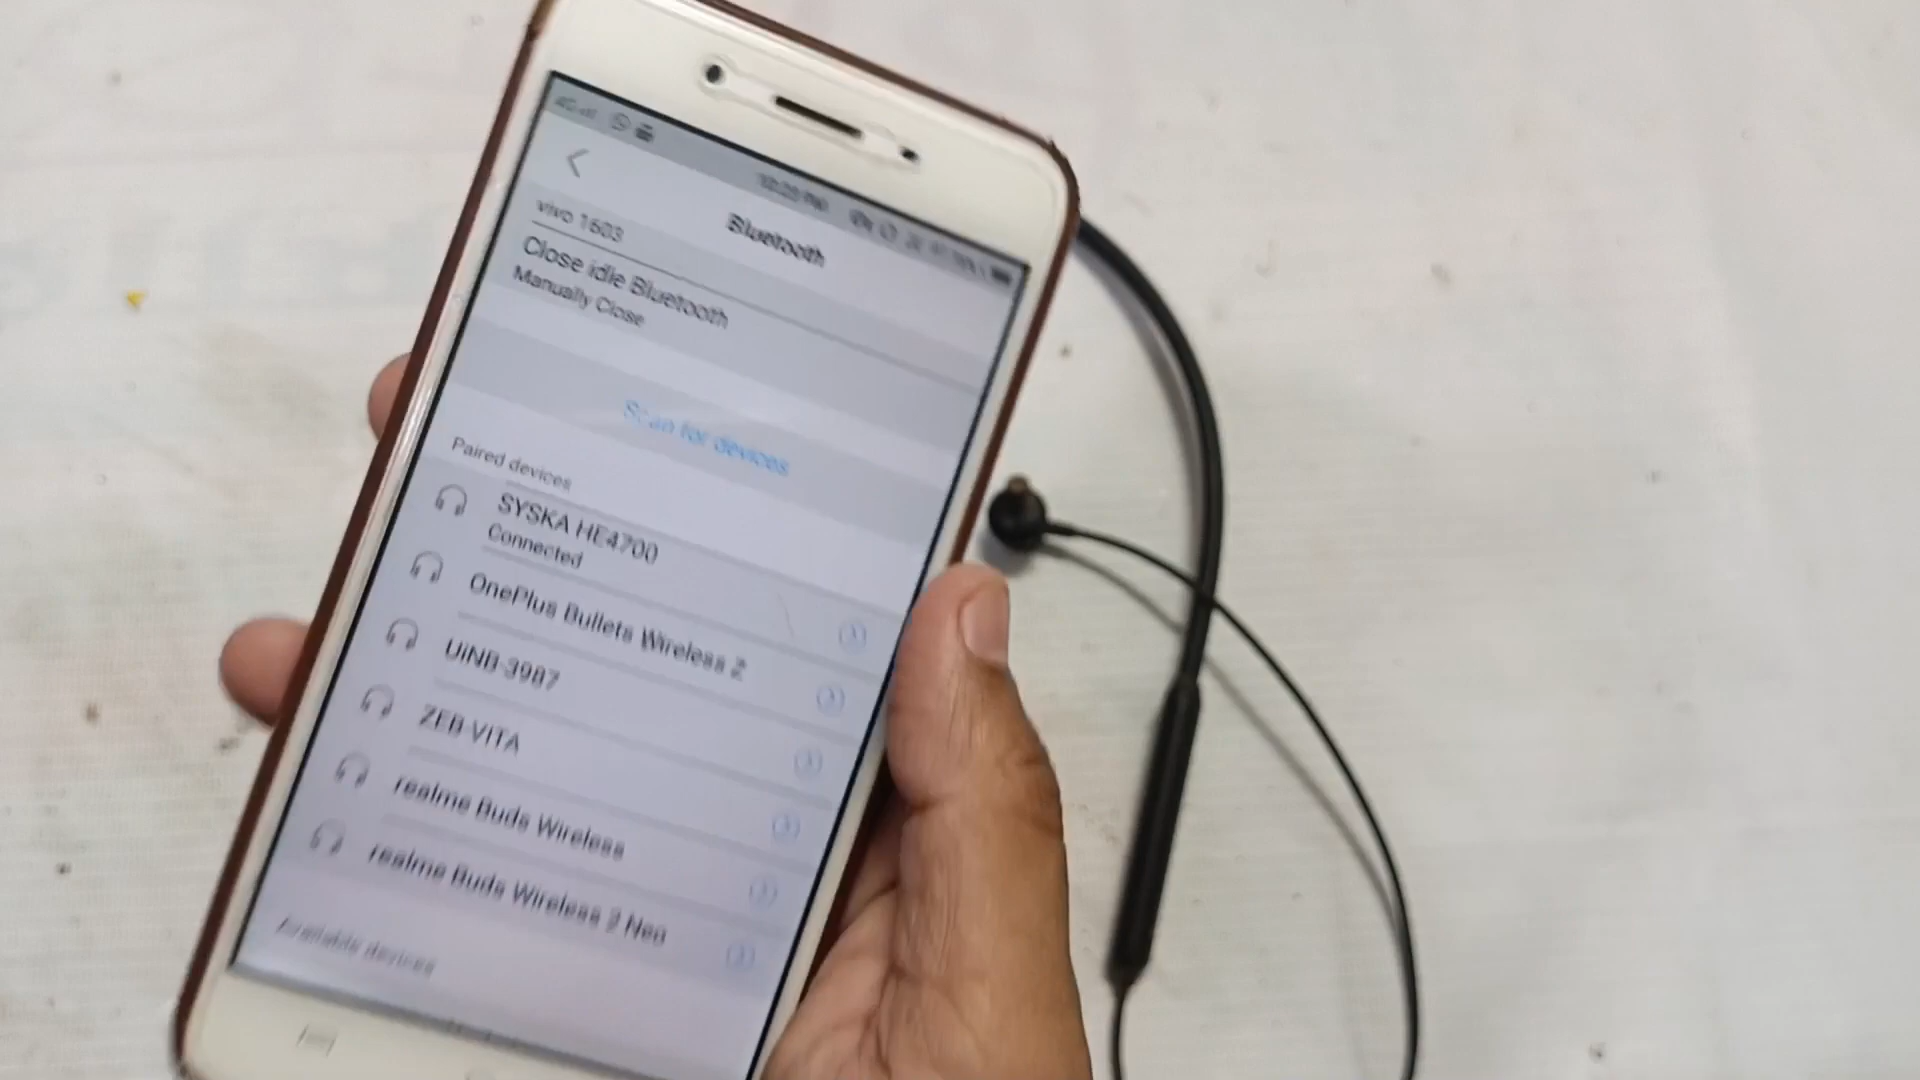 4G
Bluetooth
vivo 1603
Close idle Bluetooth
Manually Close
Scan for devices
Paired devices
SYSKA HE4700
Connected
OnePlus Bullets Wireless Z
UiNB-3987
ZEB-VITA
realme Buds Wireless
realme Buds Wireless 2 Neo
Available devices